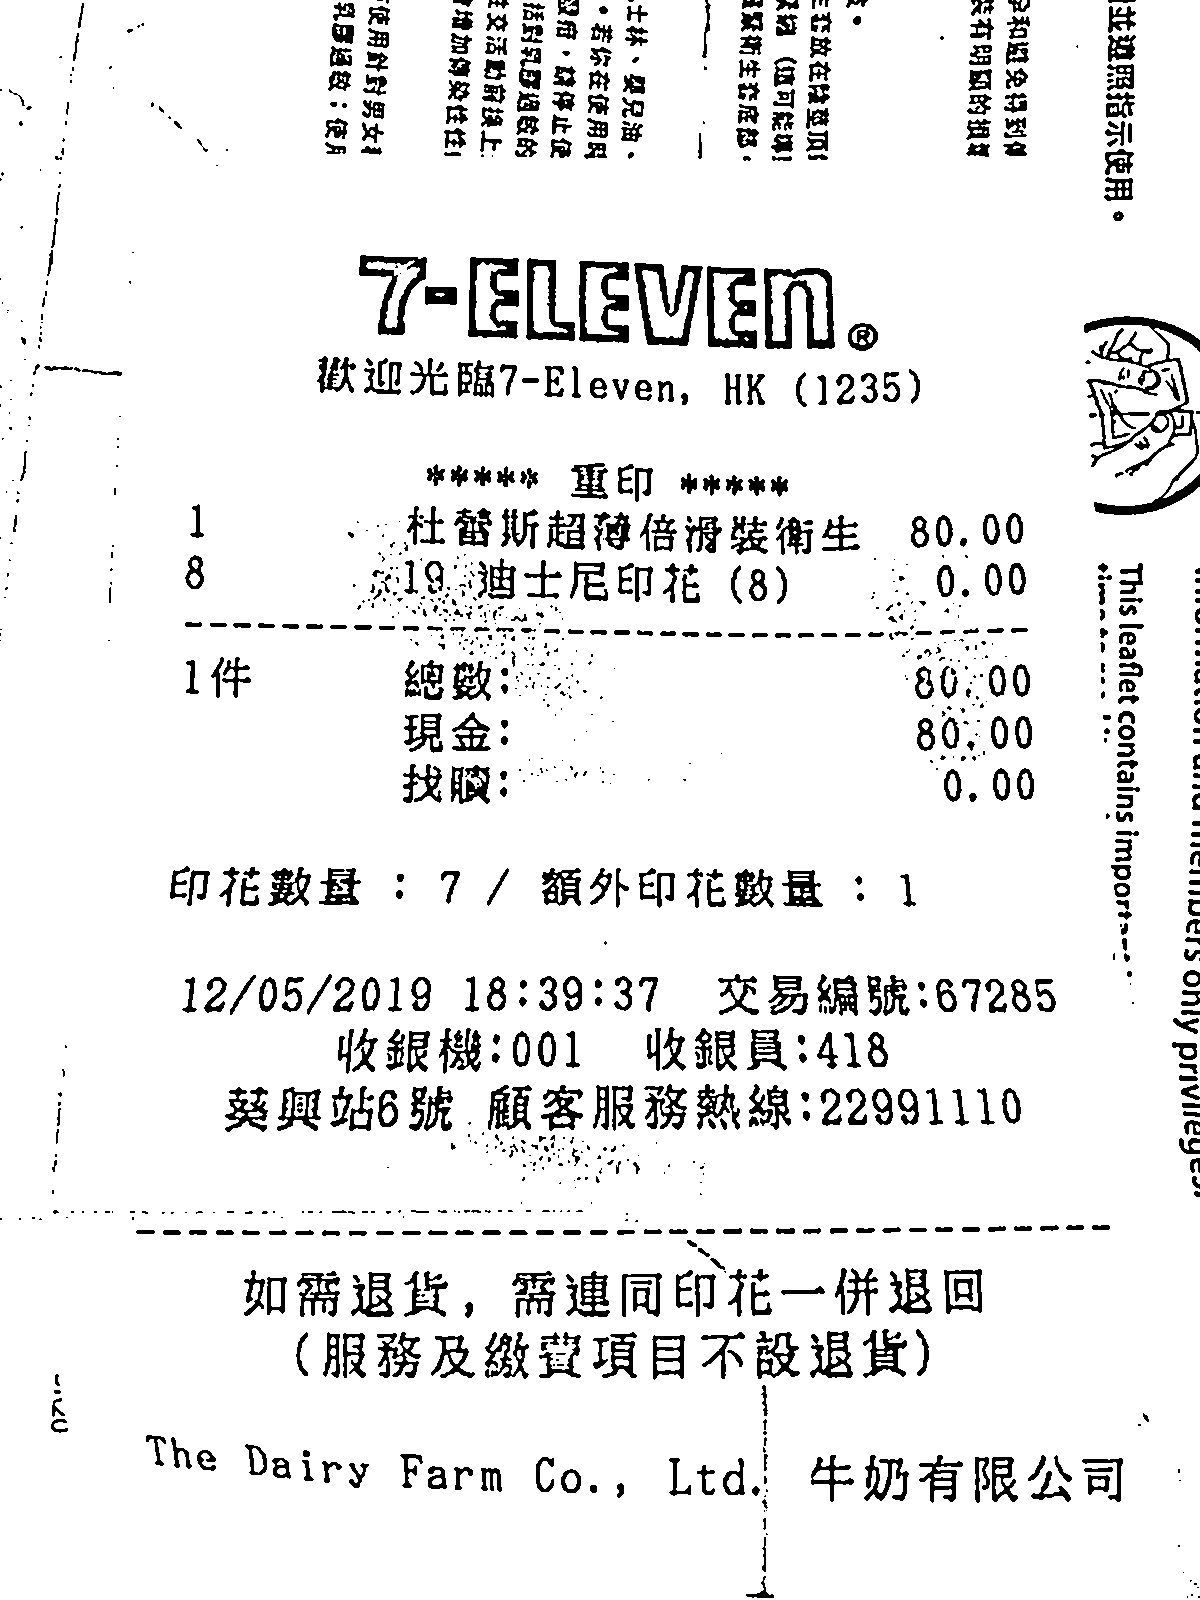 7-ELEVEN®
歡迎光臨7-Eleven, HK (1235)
***** 重印 *****
1 杜蕾斯超薄倍滑裝衛生 80.00
8 19 迪士尼印花 (8) 0.00
1件 總數: 80.00
現金: 80.00
找贖: 0.00
印花數量 : 7 / 額外印花數量 : 1
12/05/2019 18:39:37 交易編號:67285
收銀機:001 收銀員:418
葵興站6號 顧客服務熱線:22991110
如需退貨, 需連同印花一併退回
(服務及繳費項目不設退貨)
The Dairy Farm Co., Ltd. 牛奶有限公司
並遵照指示使用。
This leaflet contains
members only privileges.